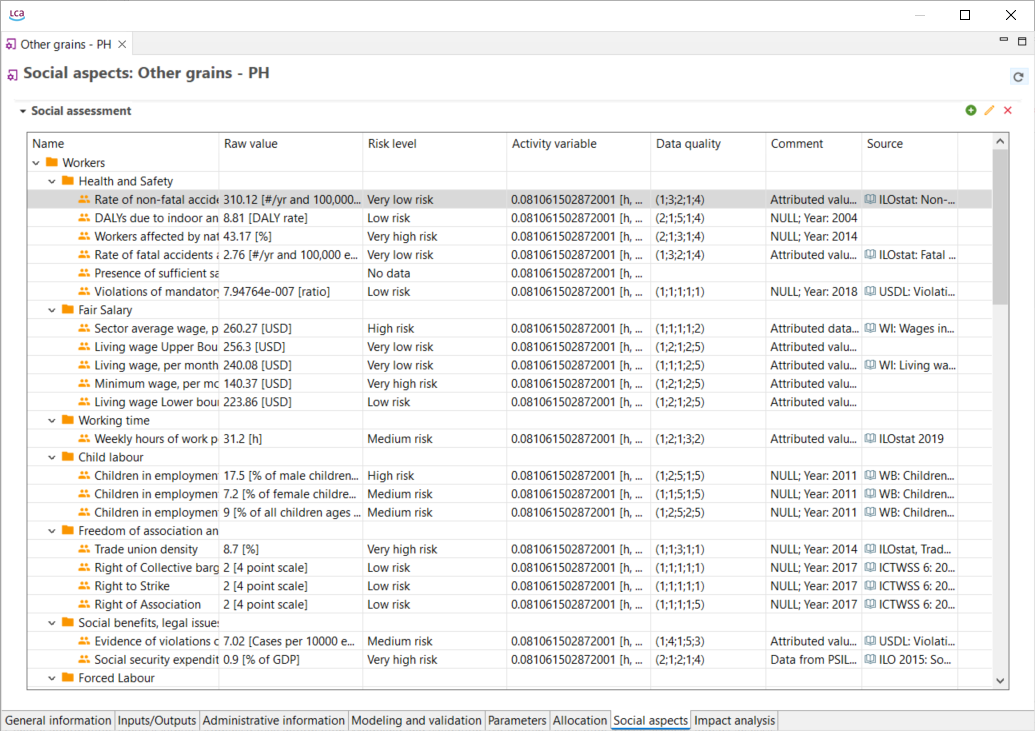 LCA
Other grains - PH
Social aspects: Other grains - PH
Social assessment
Name Raw value Risk level Activity variable Data quality Comment Source
Workers
Health and Safety
Rate of non-fatal accide 310.12 [#/yr and 100,000... Very low risk 0.081061502872001 [h, ... (1;3;2;1;4) Attributed valu... ILOstat: Non-...
DALYs due to indoor an 8.81 [DALY rate] Low risk 0.081061502872001 [h, ... (2;1;5;1;4) NULL; Year: 2004
Workers affected by nat 43.17 [%] Very high risk 0.081061502872001 [h, ... (2;1;3;1;4) NULL; Year: 2014
Rate of fatal accidents a 2.76 [#/yr and 100,000 e... Very low risk 0.081061502872001 [h, ... (1;3;2;1;4) Attributed valu... ILOstat: Fatal ...
Presence of sufficient sa No data 0.081061502872001 [h, ...
Violations of mandatory 7.94764e-007 [ratio] Low risk 0.081061502872001 [h, ... (1;1;1;1;1) NULL; Year: 2018 USDL: Violati...
Fair Salary
Sector average wage, p 260.27 [USD] High risk 0.081061502872001 [h, ... (1;1;1;1;2) Attributed data... WI: Wages in...
Living wage Upper Bou 256.3 [USD] Very low risk 0.081061502872001 [h, ... (1;2;1;2;5) Attributed valu...
Living wage, per month 240.08 [USD] Very low risk 0.081061502872001 [h, ... (1;1;1;2;5) Attributed valu... WI: Living wa...
Minimum wage, per mo 140.37 [USD] Very high risk 0.081061502872001 [h, ... (1;2;1;2;5) Attributed valu...
Living wage Lower boun 223.86 [USD] Low risk 0.081061502872001 [h, ... (1;2;1;2;5) Attributed valu...
Working time
Weekly hours of work p 31.2 [h] Medium risk 0.081061502872001 [h, ... (1;2;1;3;2) Attributed valu... ILOstat 2019
Child labour
Children in employmen 17.5 [% of male children... High risk 0.081061502872001 [h, ... (1;2;5;1;5) NULL; Year: 2011 WB: Children...
Children in employmen 7.2 [% of female childre... Medium risk 0.081061502872001 [h, ... (1;1;5;1;5) NULL; Year: 2011 WB: Children...
Children in employmen 9 [% of all children ages ... Medium risk 0.081061502872001 [h, ... (1;2;5;2;5) NULL; Year: 2011 WB: Children...
Freedom of association an
Trade union density 8.7 [%] Very high risk 0.081061502872001 [h, ... (1;1;3;1;1) NULL; Year: 2014 ILOstat, Trad...
Right of Collective barg 2 [4 point scale] Low risk 0.081061502872001 [h, ... (1;1;1;1;1) NULL; Year: 2017 ICTWSS 6: 20...
Right to Strike 2 [4 point scale] Low risk 0.081061502872001 [h, ... (1;1;1;1;1) NULL; Year: 2017 ICTWSS 6: 20...
Right of Association 2 [4 point scale] Low risk 0.081061502872001 [h, ... (1;1;1;1;5) NULL; Year: 2017 ICTWSS 6: 20...
Social benefits, legal issues
Evidence of violations o 7.02 [Cases per 10000 e... Medium risk 0.081061502872001 [h, ... (1;4;1;5;3) Attributed valu... USDL: Violati...
Social security expendit 0.9 [% of GDP] Very high risk 0.081061502872001 [h, ... (2;1;2;1;4) Data from PSIL... ILO 2015: So...
Forced Labour
General information Inputs/Outputs Administrative information Modeling and validation Parameters Allocation Social aspects Impact analysis